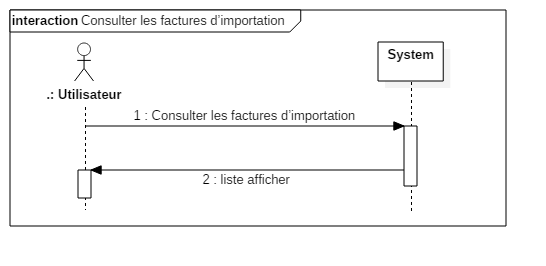 interaction Consulter les factures d'importation
System
.: Utilisateur
1 : Consulter les factures d'importation
2 : liste afficher